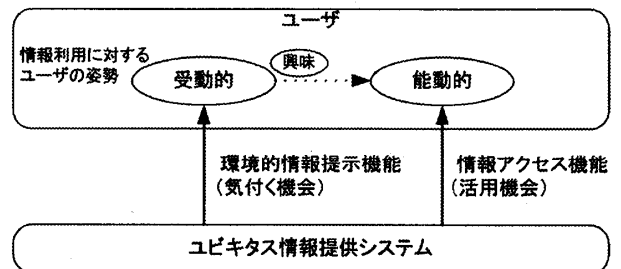 ユーザ
情報利用に対する
ユーザの姿勢
受動的
興味
能動的
環境的情報提示機能
（気付く機会）
情報アクセス機能
（活用機会）
ユビキタス情報提供システム